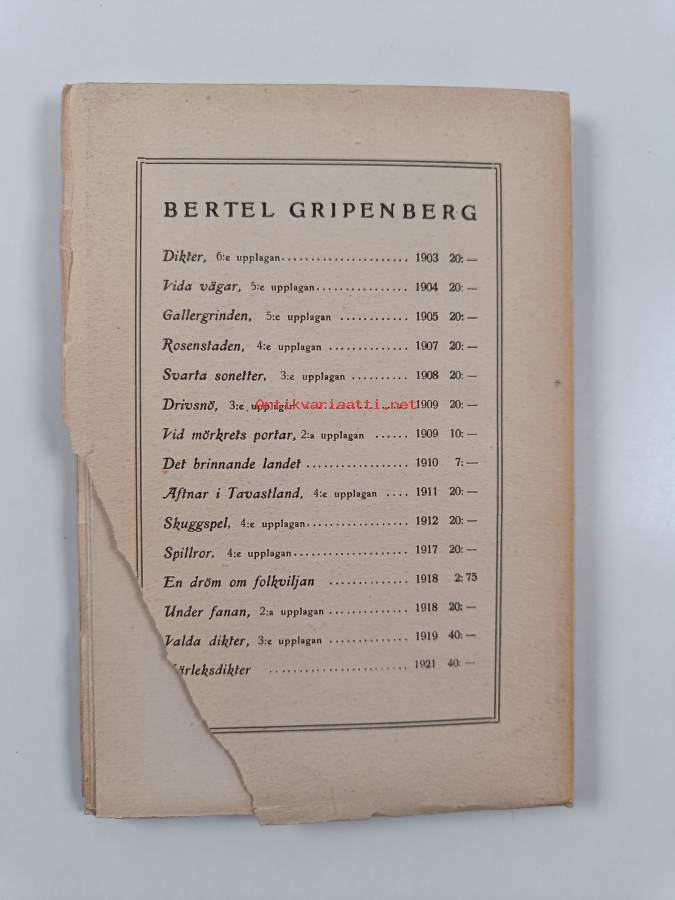 BERTEL GRIPENBERG
Dikter, 6:e upplagan...................... 1903 20: —
Vida vägar, 5:e upplagan............... 1904 20: —
Gallergrinden, 5:e upplagan ............ 1905 20: —
Rosenstaden, 4:e upplagan .............. 1907 20: —
Svarta sonetter, 3:e upplagan .......... 1908 20: —
Drivsnö, 3:e upplagan .................... 1909 20: —
Antikvariaatti.net
Vid mörkrets portar, 2:a upplagan ...... 1909 10: —
Det brinnande landet .................. 1910 7: —
Aftnar i Tavastland, 4:e upplagan .... 1911 20: —
Skuggspel, 4:e upplagan.................. 1912 20: —
Spillror, 4:e upplagan.................... 1917 20: —
En dröm om folkviljan .............. 1918 2: 75
Under fanan, 2:a upplagan .............. 1918 20: —
Valda dikter, 3:e upplagan .............. 1919 40: —
ärleksdikter ........................ 1921 40: —